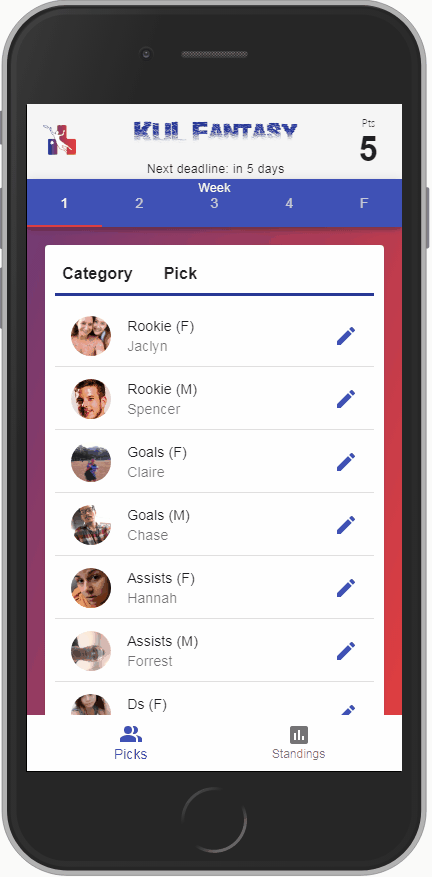 KUL FANTASY
Pts
5
Next deadline: in 5 days
Week
1 2 3 4 F
Category Pick
Rookie (F)
Jaclyn
Rookie (M)
Spencer
Goals (F)
Claire
Goals (M)
Chase
Assists (F)
Hannah
Assists (M)
Forrest
Ds (F)
Picks
Standings